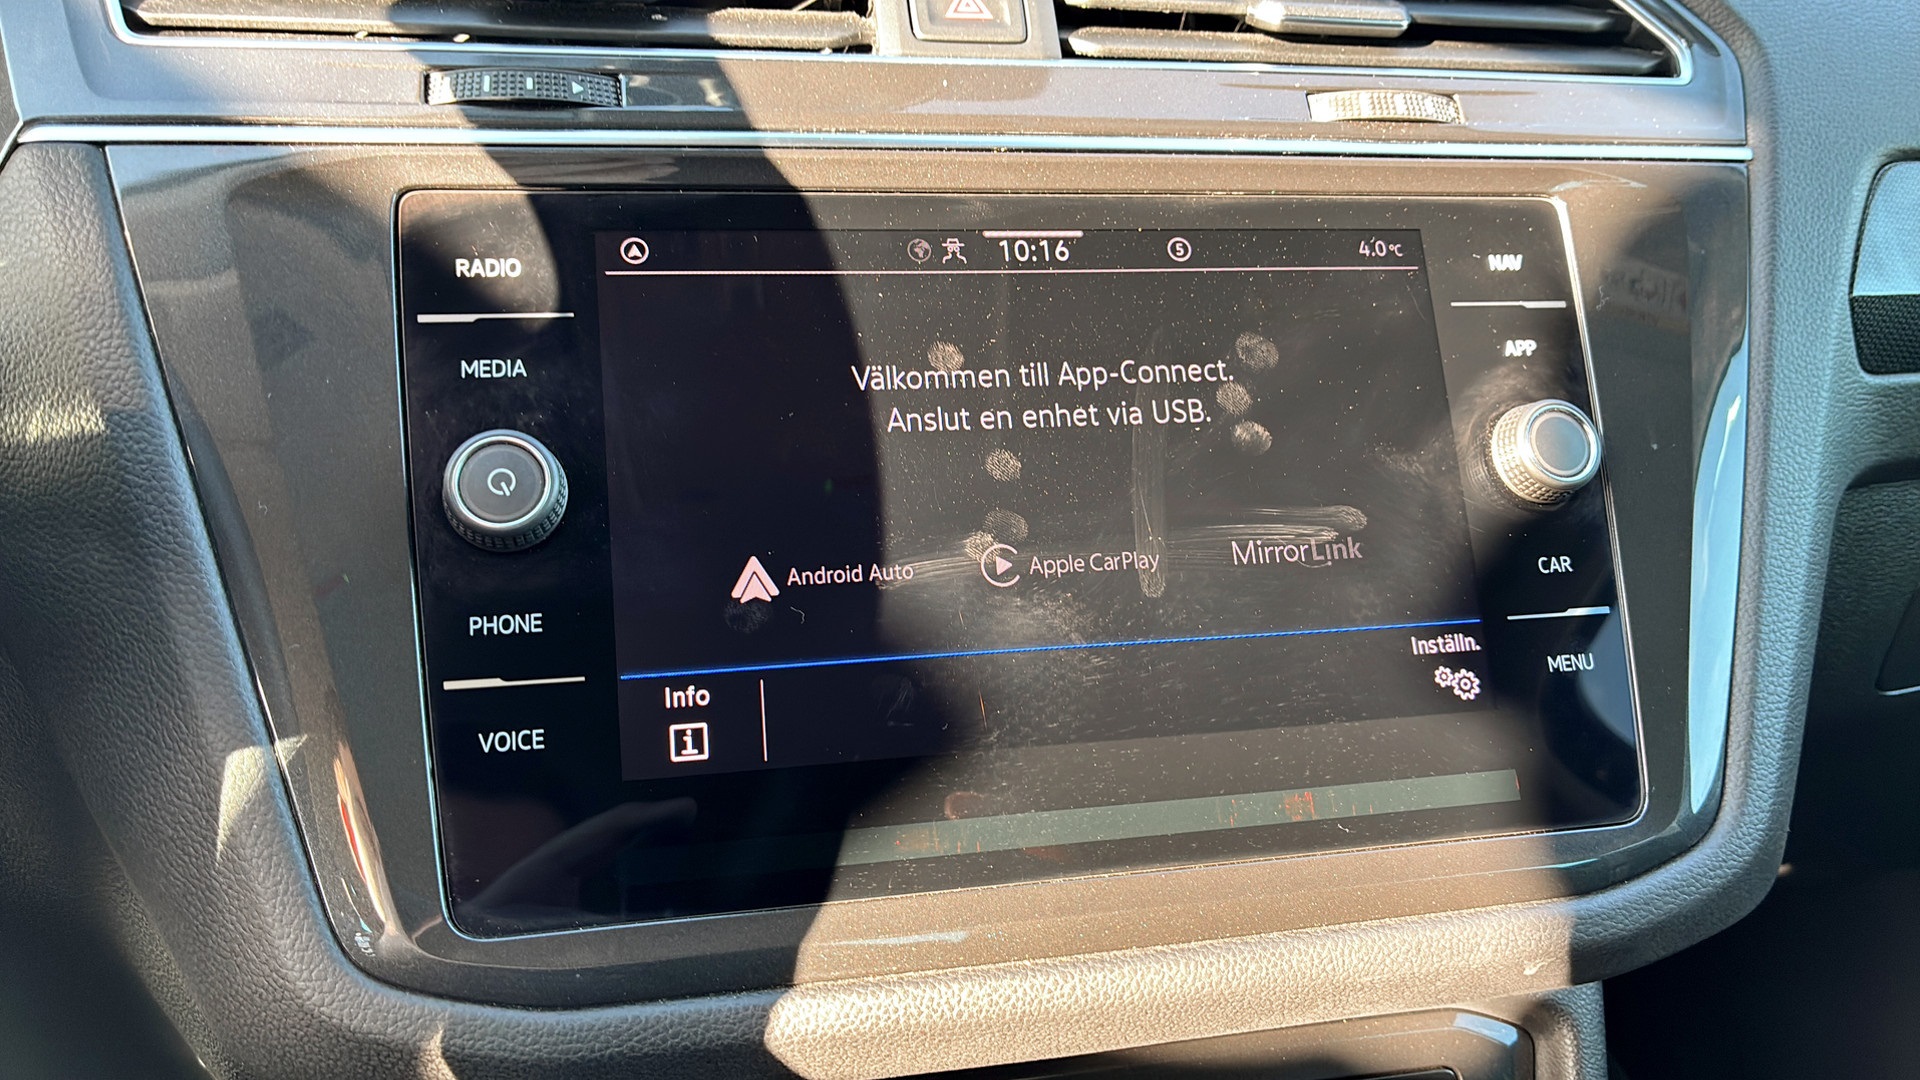 RADIO
MEDIA
PHONE
VOICE
10:16
5
4.0°C
Välkommen till App-Connect.
Anslut en enhet via USB.
Android Auto
Apple CarPlay
MirrorLink
Info
i
Inställn.
NAV
APP
CAR
MENU